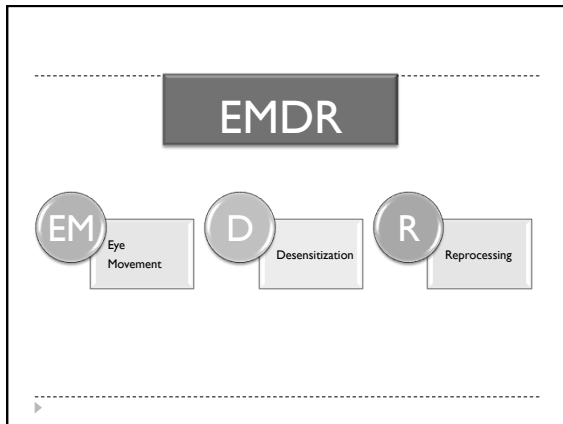 EMDR
EM
Eye
Movement
D
Desensitization
R
Reprocessing